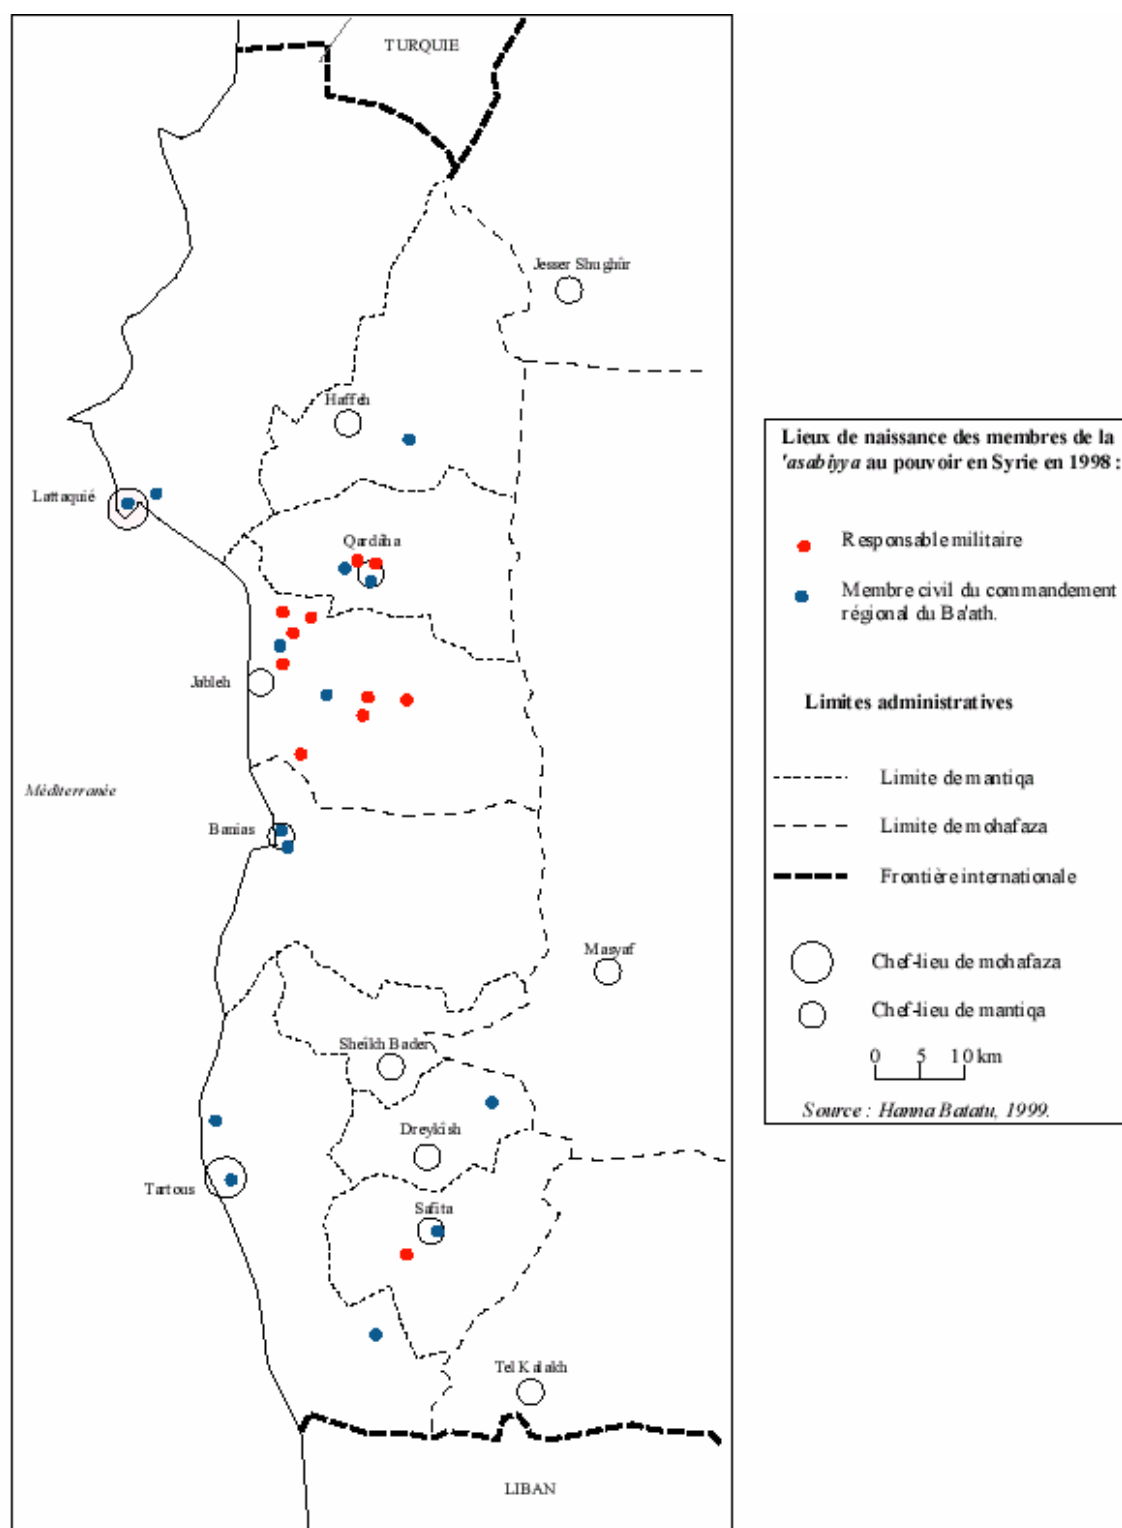 TURQUIE
Jesser Shughûr
Haffeh
Lattaquié
Qardâha
Jableh
Méditerranée
Banias
Masyaf
Sheikh Bader
Dreykish
Tartous
Safita
Tel Kalakh
LIBAN
Lieux de naissance des membres de la
'asabiyya au pouvoir en Syrie en 1998 :
Responsable militaire
Membre civil du commandement
régional du Ba'ath.
Limites administratives
Limite de mantiqa
Limite de mohafaza
Frontière internationale
Chef-lieu de mohafaza
Chef-lieu de mantiqa
0 5 10 km
Source : Hanna Batatu, 1999.